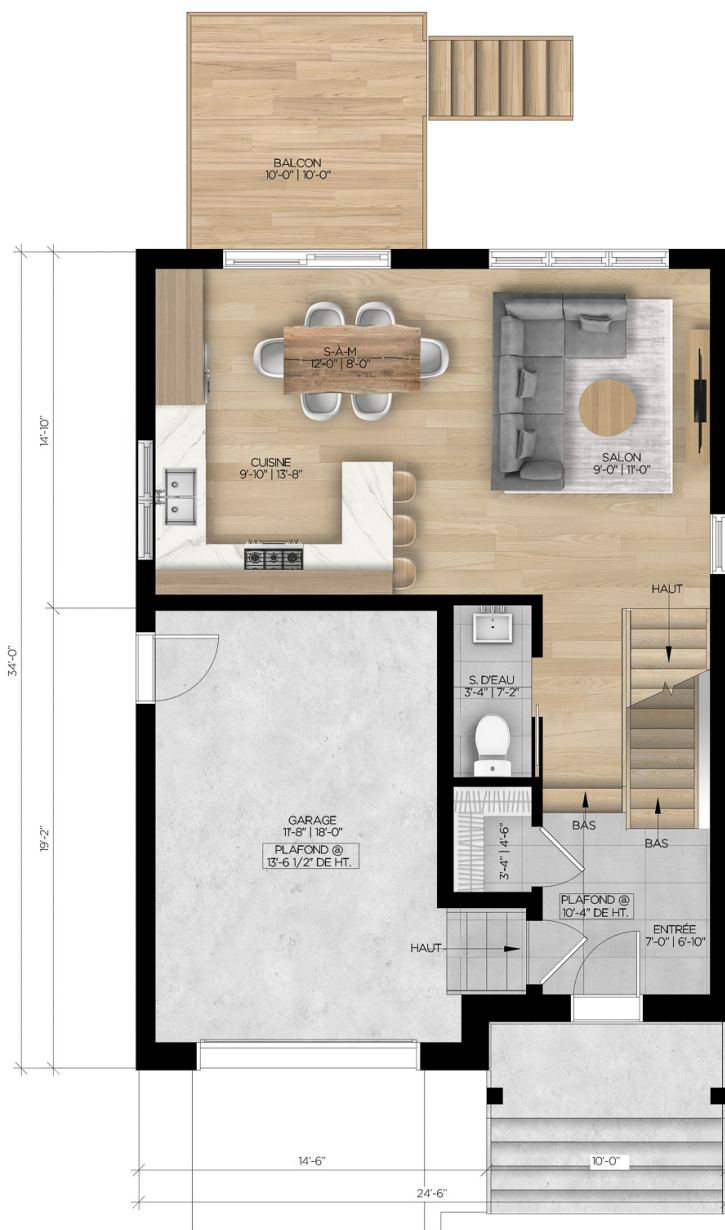 BALCON
10'-0" | 10'-0"
S-À-M
12'-0" | 8'-0"
14'-10"
CUISINE
9'-10" | 13'-8"
SALON
9'-0" | 11'-0"
HAUT
34'-0"
S. D'EAU
3'-4" | 7'-2"
GARAGE
11'-8" | 18'-0"
PLAFOND @
13'-6 1/2" DE HT.
19'-2"
BAS
BAS
3'-4" | 4'-6"
PLAFOND @
10'-4" DE HT.
ENTRÉE
7'-0" | 6'-10"
HAUT
14'-6"
10'-0"
24'-6"